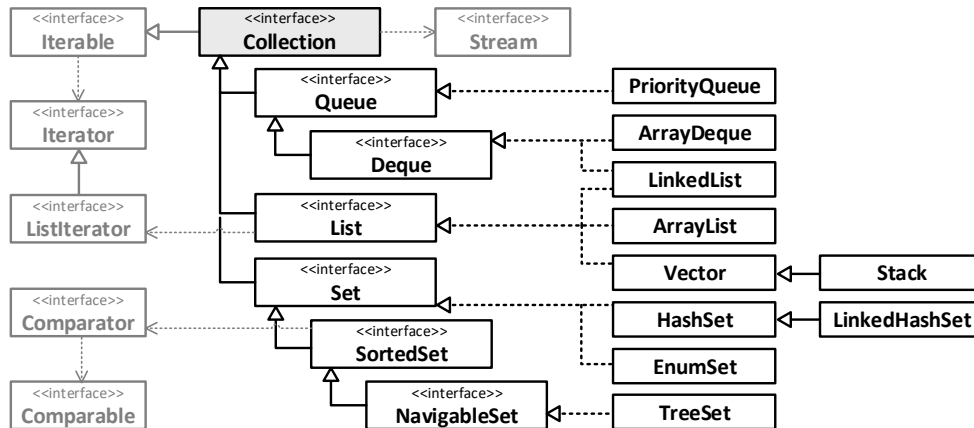 <<interface>>
Iterable
<<interface>>
Collection
<<interface>>
Stream
<<interface>>
Queue
PriorityQueue
<<interface>>
Iterator
<<interface>>
Deque
ArrayDeque
LinkedList
<<interface>>
ListIterator
<<interface>>
List
ArrayList
<<interface>>
Set
Vector
Stack
<<interface>>
Comparator
<<interface>>
SortedSet
HashSet
LinkedHashSet
EnumSet
<<interface>>
Comparable
<<interface>>
NavigableSet
TreeSet